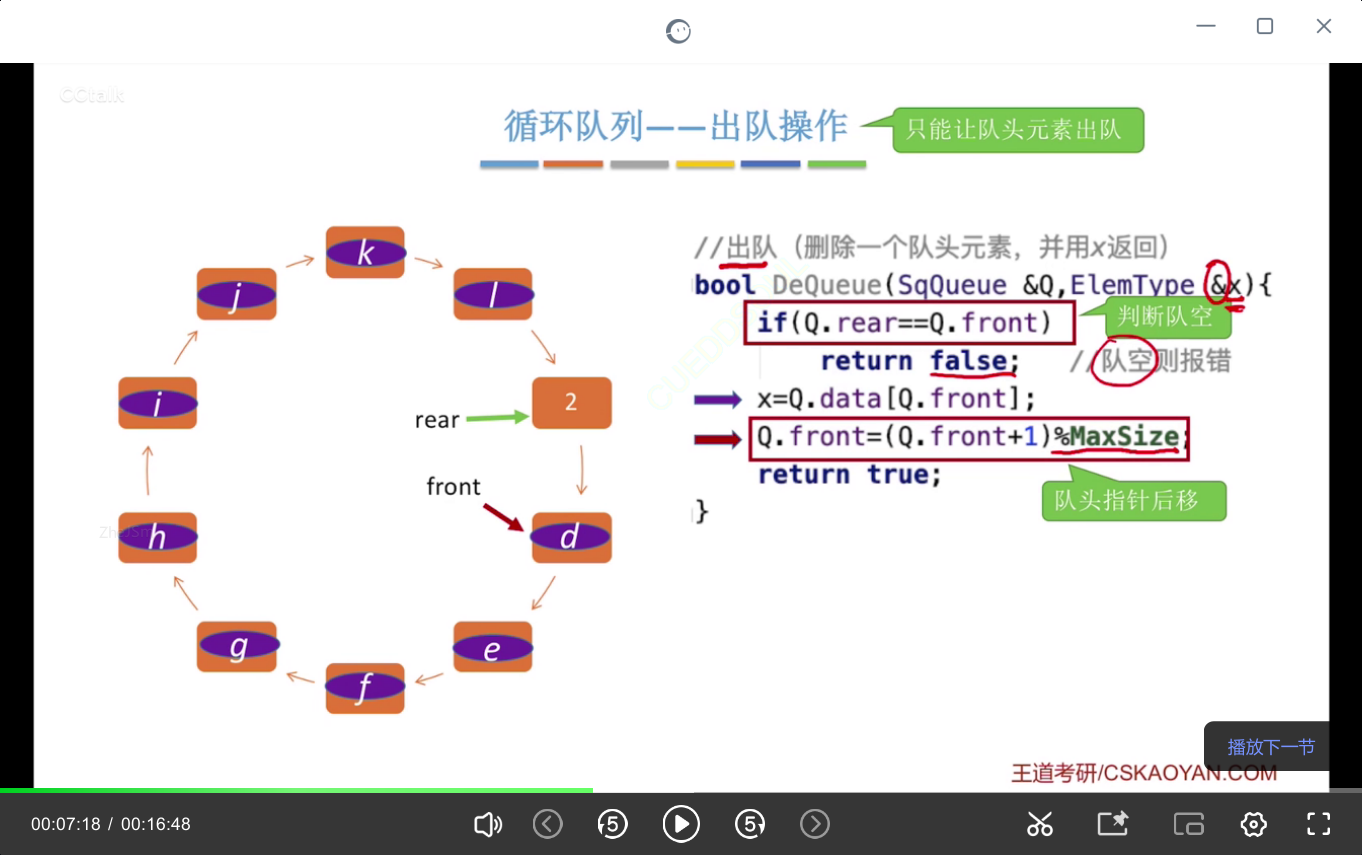 CCtalk
循环队列——出队操作
只能让队头元素出队
k
j
l
i
2
rear
front
h
d
g
e
f
//出队（删除一个队头元素，并用x返回）
bool DeQueue(SqQueue &Q,ElemType &x){
if(Q.rear==Q.front)
判断队空
return false; //队空则报错
x=Q.data[Q.front];
Q.front=(Q.front+1)%MaxSize;
return true;
队头指针后移
}
播放下一节
王道考研/CSKAOYAN.COM
00:07:18 / 00:16:48
5
5